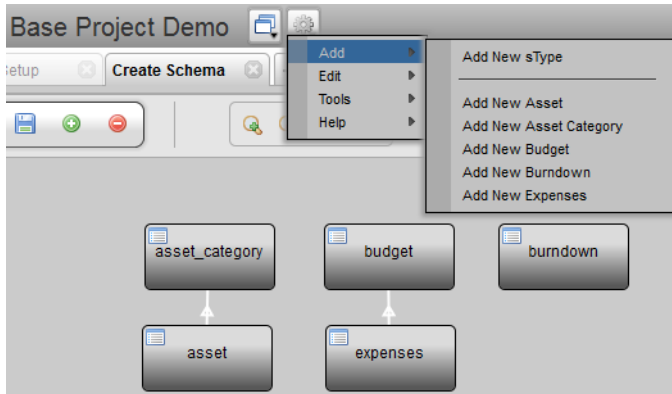 Base Project Demo
Setup
Create Schema
Add
Edit
Tools
Help
Add New sType
Add New Asset
Add New Asset Category
Add New Budget
Add New Burndown
Add New Expenses
asset_category
budget
burndown
asset
expenses